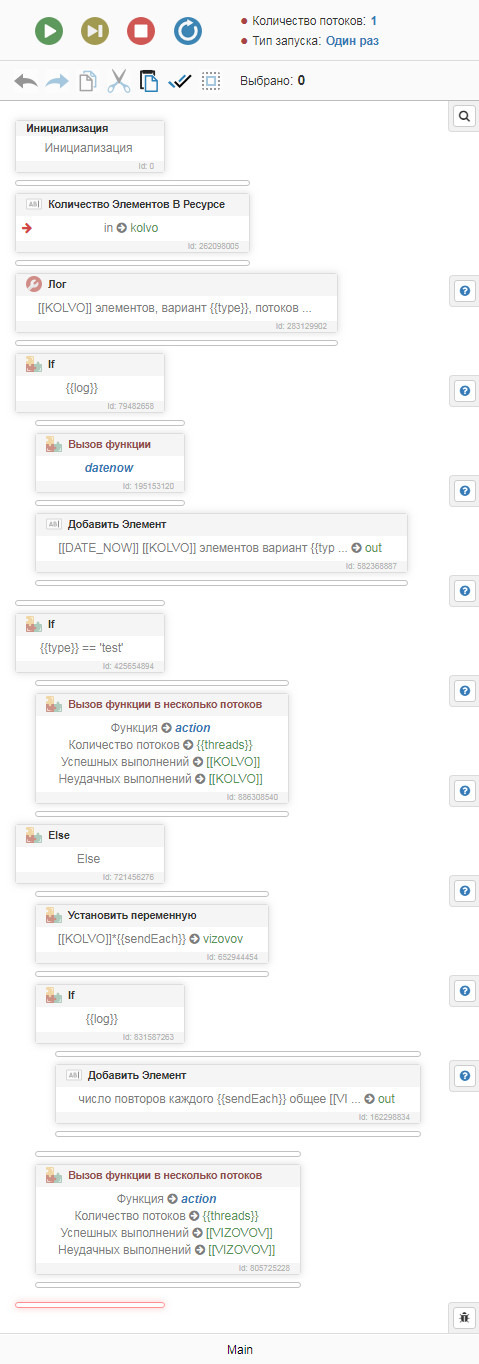 Количество потоков: 1
Тип запуска: Один раз
Выбрано: 0
Инициализация
Инициализация
Id: 0
Количество Элементов В Ресурсе
in kolvo
Id: 262098005
Лог
[[KOLVO]] элементов, вариант {{type}}, потоков ...
Id: 283129902
If
{{log}}
Id: 79482658
Вызов функции
datenow
Id: 195153120
Добавить Элемент
[[DATE_NOW]] [[KOLVO]] элементов вариант {{typ ... out
Id: 582368887
If
{{type}} == 'test'
Id: 425654894
Вызов функции в несколько потоков
Функция action
Количество потоков {{threads}}
Успешных выполнений [[KOLVO]]
Неудачных выполнений [[KOLVO]]
Id: 886308540
Else
Else
Id: 721456276
Установить переменную
[[KOLVO]]*{{sendEach}} vizovov
Id: 652944454
If
{{log}}
Id: 831587263
Добавить Элемент
число повторов каждого {{sendEach}} общее [[VI ... out
Id: 162298834
Вызов функции в несколько потоков
Функция action
Количество потоков {{threads}}
Успешных выполнений [[VIZOVOV]]
Неудачных выполнений [[VIZOVOV]]
Id: 805725228
Main